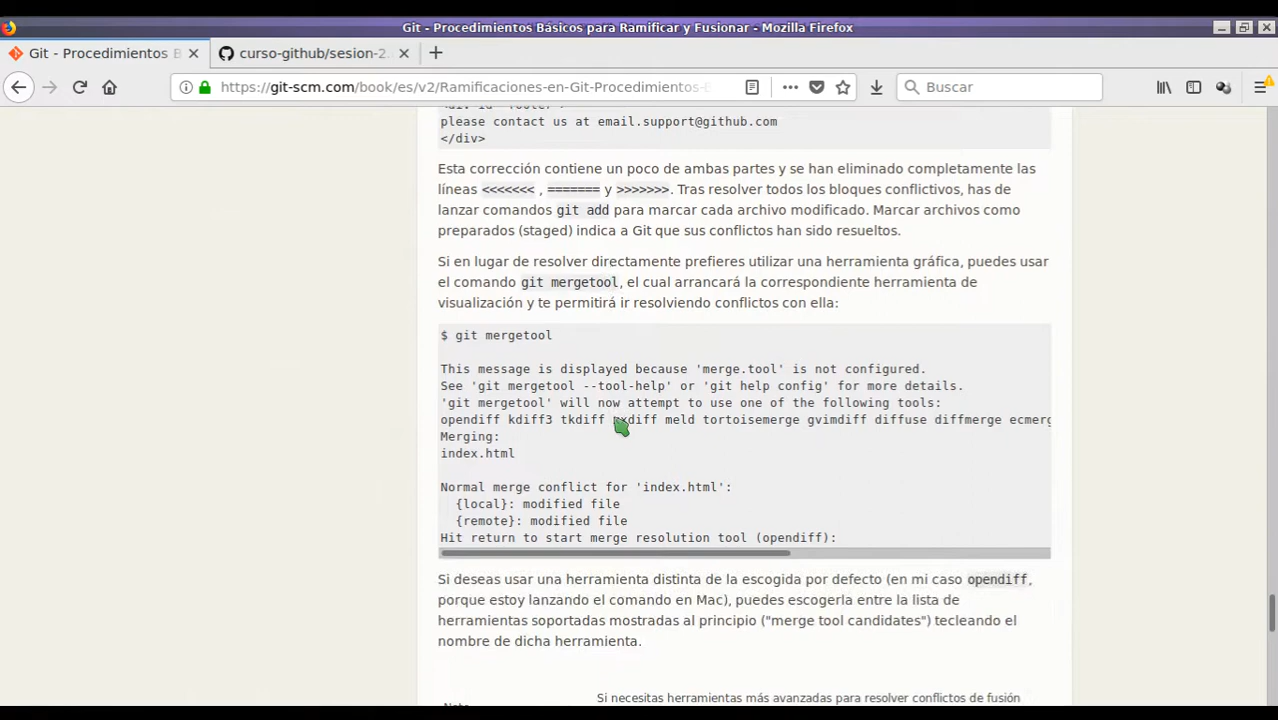 Git - Procedimientos Básicos para Ramificar y Fusionar - Mozilla Firefox
Git - Procedimientos B
curso-github/sesion-2.
https://git-scm.com/book/es/v2/Ramificaciones-en-Git-Procedimientos-B
Buscar
please contact us at email.support@github.com
</div>
Esta corrección contiene un poco de ambas partes y se han eliminado completamente las
líneas <<<<<<< , ======= y >>>>>>>. Tras resolver todos los bloques conflictivos, has de
lanzar comandos git add para marcar cada archivo modificado. Marcar archivos como
preparados (staged) indica a Git que sus conflictos han sido resueltos.
Si en lugar de resolver directamente prefieres utilizar una herramienta gráfica, puedes usar
el comando git mergetool, el cual arrancará la correspondiente herramienta de
visualización y te permitirá ir resolviendo conflictos con ella:
$ git mergetool
This message is displayed because 'merge.tool' is not configured.
See 'git mergetool --tool-help' or 'git help config' for more details.
'git mergetool' will now attempt to use one of the following tools:
opendiff kdiff3 tkdiff xxdiff meld tortoisemerge gvimdiff diffuse diffmerge ecmerg
Merging:
index.html
Normal merge conflict for 'index.html':
{local}: modified file
{remote}: modified file
Hit return to start merge resolution tool (opendiff):
Si deseas usar una herramienta distinta de la escogida por defecto (en mi caso opendiff,
porque estoy lanzando el comando en Mac), puedes escogerla entre la lista de
herramientas soportadas mostradas al principio ("merge tool candidates") tecleando el
nombre de dicha herramienta.
Si necesitas herramientas más avanzadas para resolver conflictos de fusión